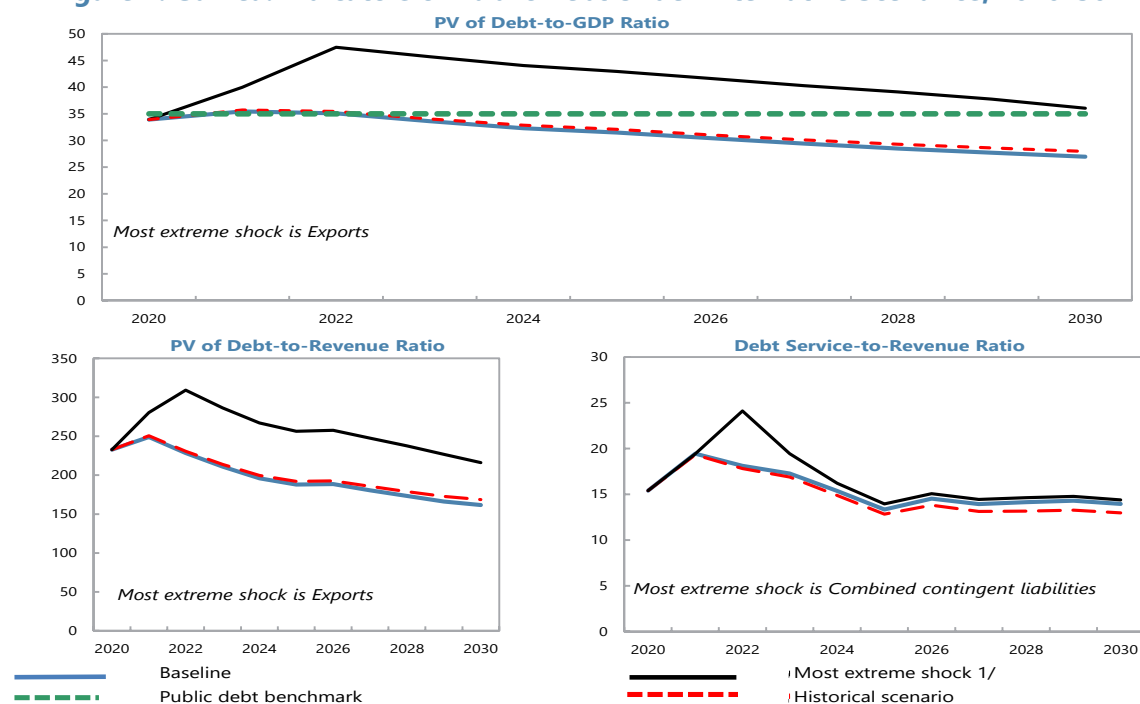 PV of Debt-to-GDP Ratio
50
45
40
35
30
25
20
15
10
5
0
Most extreme shock is Exports
2020 2022 2024 2026 2028 2030
PV of Debt-to-Revenue Ratio
350
300
250
200
150
100
50
0
Most extreme shock is Exports
2020 2022 2024 2026 2028 2030
Debt Service-to-Revenue Ratio
30
25
20
15
10
5
0
Most extreme shock is Combined contingent liabilities
2020 2022 2024 2026 2028 2030
Baseline
Public debt benchmark
Most extreme shock 1/
Historical scenario